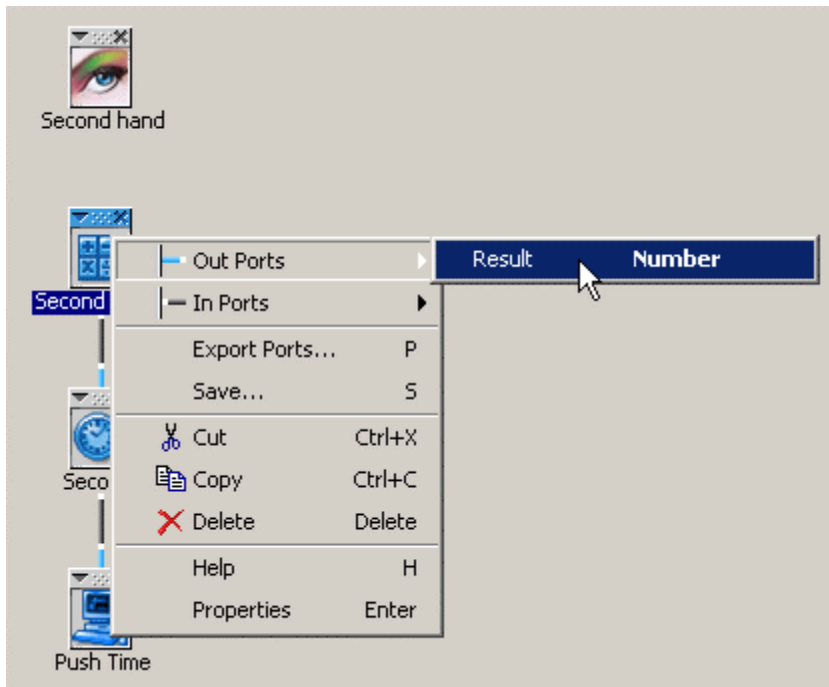 Second hand
Out Ports
Result Number
Second
In Ports
Export Ports... P
Save... S
Cut Ctrl+X
Copy Ctrl+C
Delete Delete
Help H
Properties Enter
Push Time